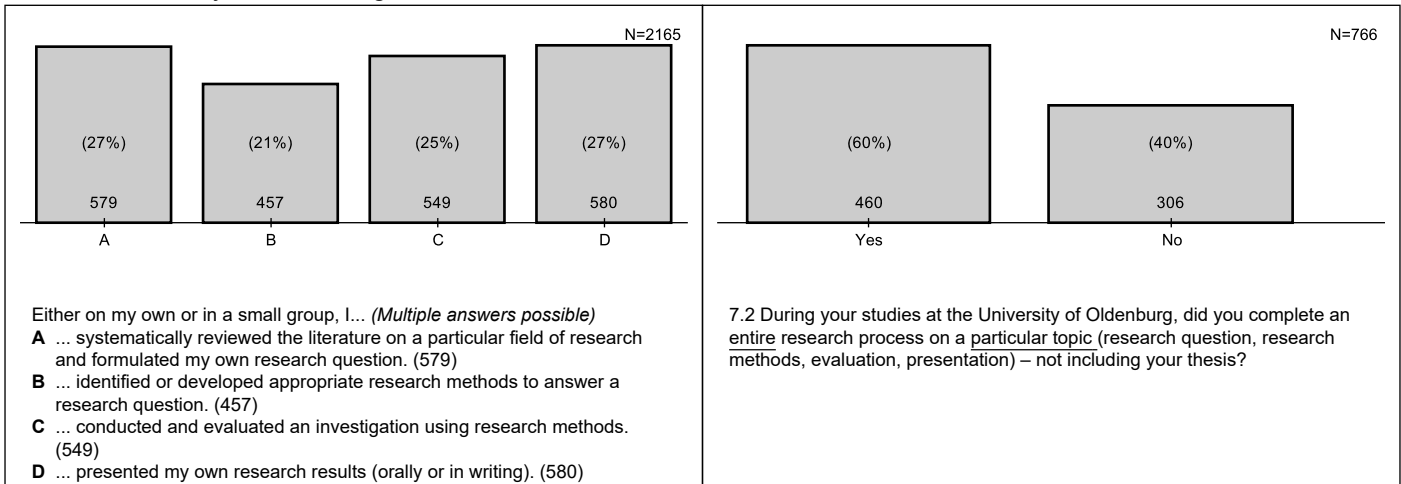 N=2165
(27%)
(21%)
(25%)
(27%)
579
457
549
580
A
B
C
D
Either on my own or in a small group, I... (Multiple answers possible)
A ... systematically reviewed the literature on a particular field of research
and formulated my own research question. (579)
B ... identified or developed appropriate research methods to answer a
research question. (457)
C ... conducted and evaluated an investigation using research methods.
(549)
D ... presented my own research results (orally or in writing). (580)
N=766
(60%)
(40%)
460
306
Yes
No
7.2 During your studies at the University of Oldenburg, did you complete an
entire research process on a particular topic (research question, research
methods, evaluation, presentation) – not including your thesis?